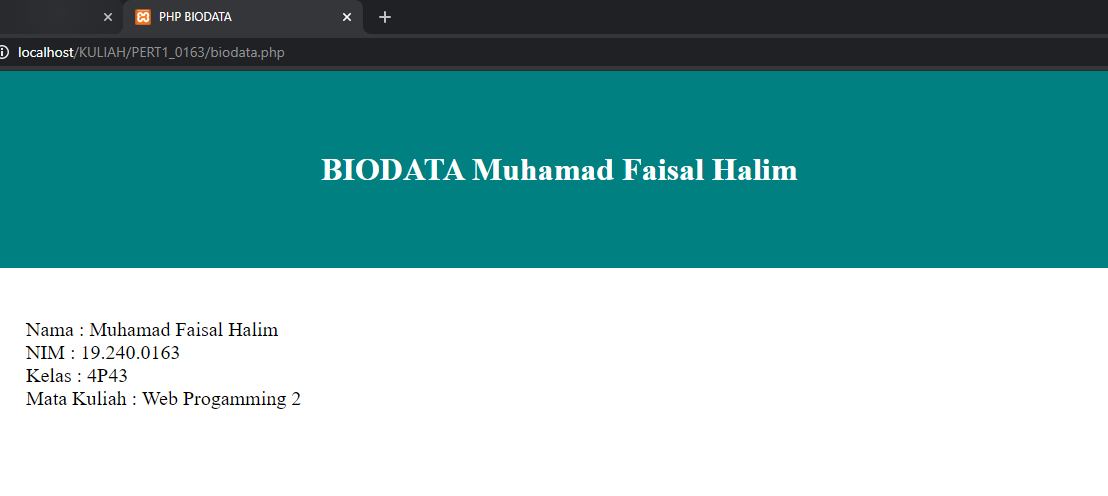 PHP BIODATA
localhost/KULIAH/PERT1_0163/biodata.php
BIODATA Muhamad Faisal Halim
Nama : Muhamad Faisal Halim
NIM : 19.240.0163
Kelas : 4P43
Mata Kuliah : Web Progamming 2